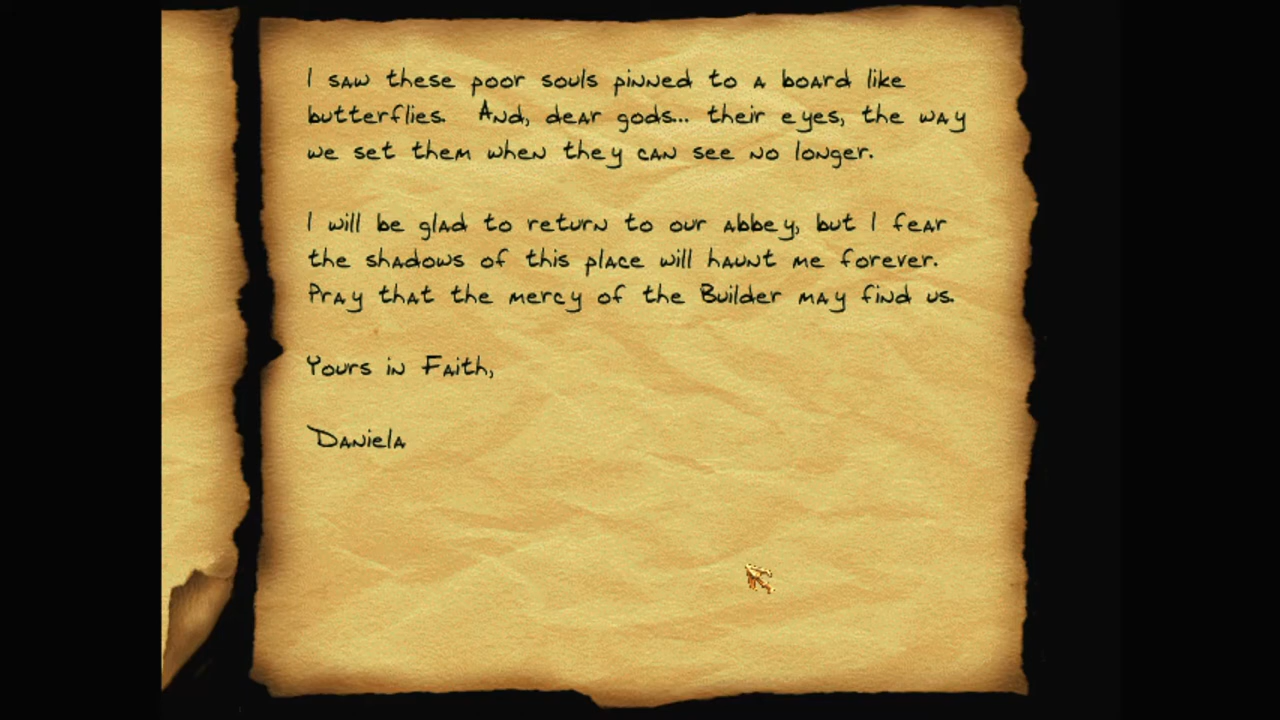 I saw these poor souls pinned to a board like
butterflies. And, dear gods... their eyes, the way
we set them when they can see no longer.
I will be glad to return to our abbey, but I fear
the shadows of this place will haunt me forever.
Pray that the mercy of the Builder may find us.
Yours in Faith,
Daniela